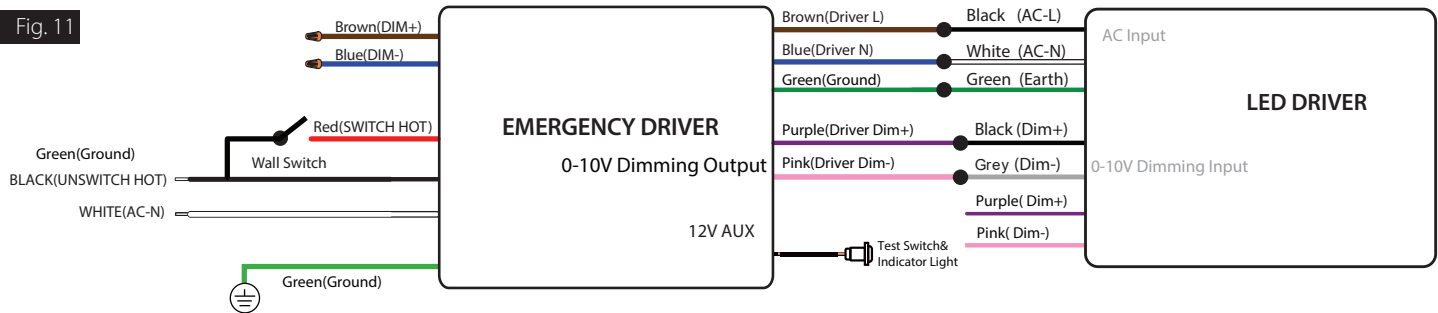 Fig. 11
Brown(DIM+)
Blue(DIM-)
Red(SWITCH HOT)
Green(Ground)
Wall Switch
BLACK(UNSWITCH HOT)
WHITE(AC-N)
Green(Ground)
EMERGENCY DRIVER
0-10V Dimming Output
12V AUX
Brown(Driver L)
Blue(Driver N)
Green(Ground)
Purple(Driver Dim+)
Pink(Driver Dim-)
Test Switch&
Indicator Light
Black (AC-L)
White (AC-N)
Green (Earth)
Black (Dim+)
Grey (Dim-)
Purple( Dim+)
Pink( Dim-)
AC Input
LED DRIVER
0-10V Dimming Input